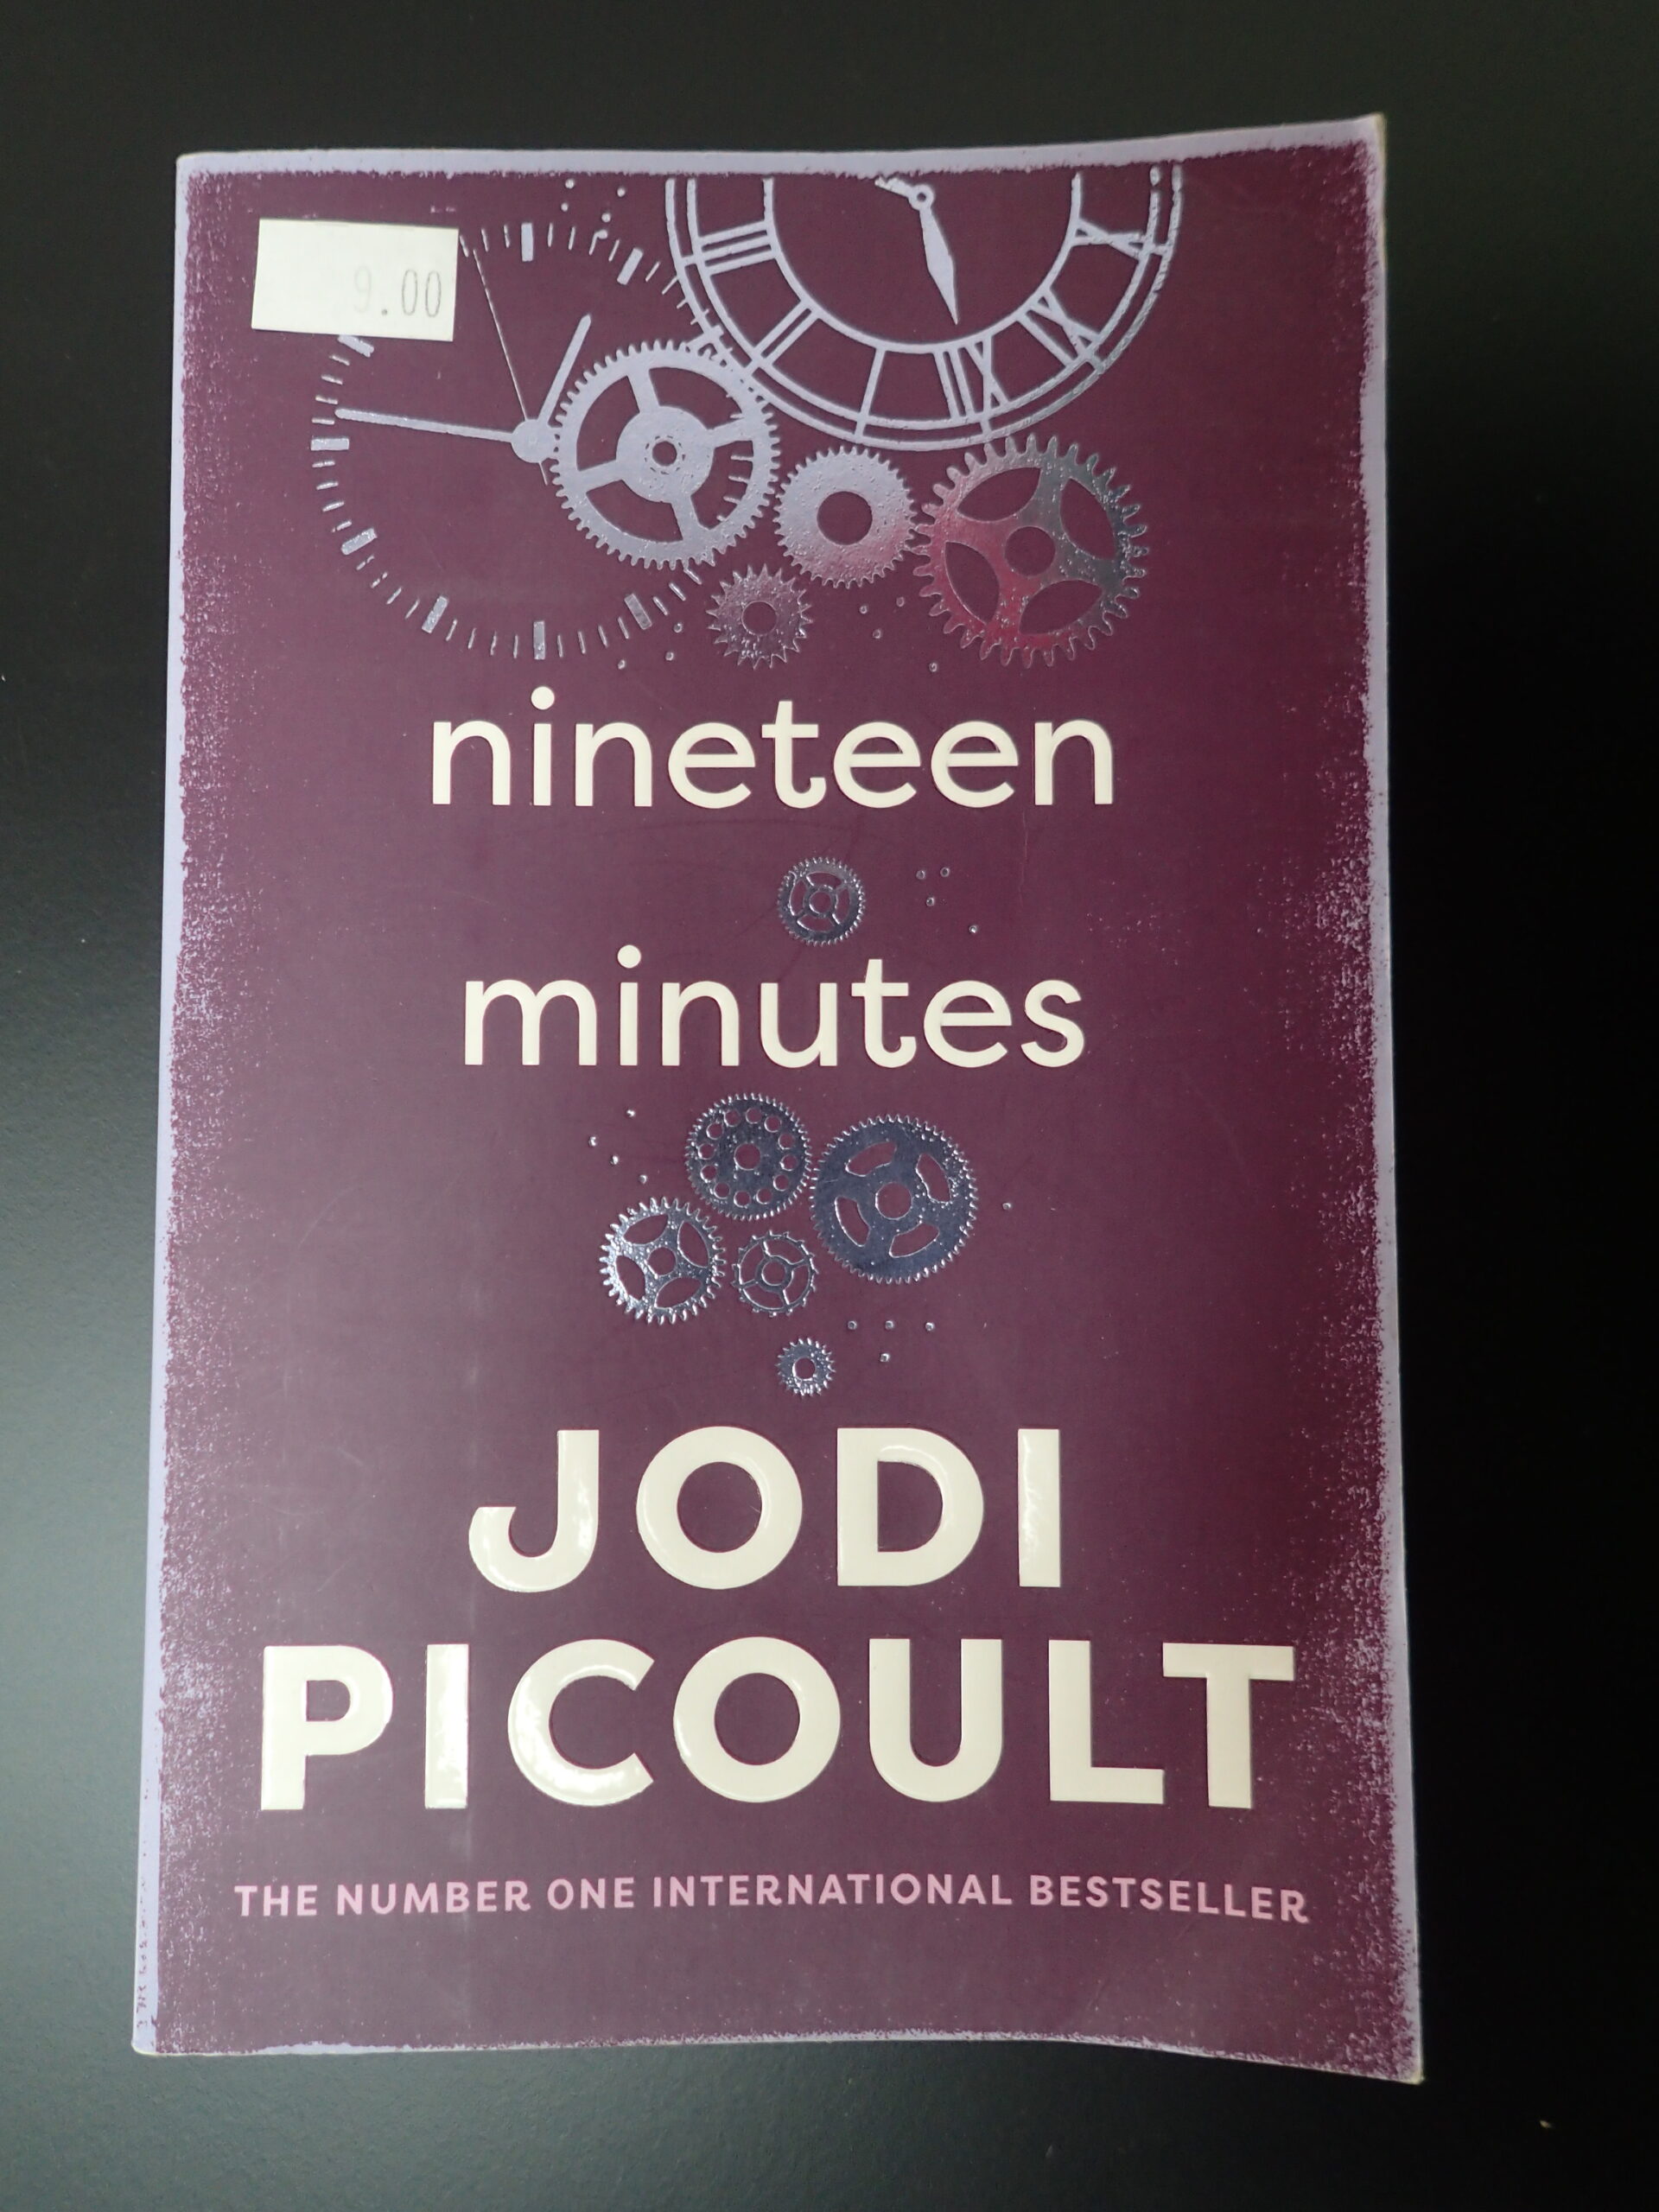 9.00
nineteen
minutes
JODI
PICOULT
THE NUMBER ONE INTERNATIONAL BESTSELLER